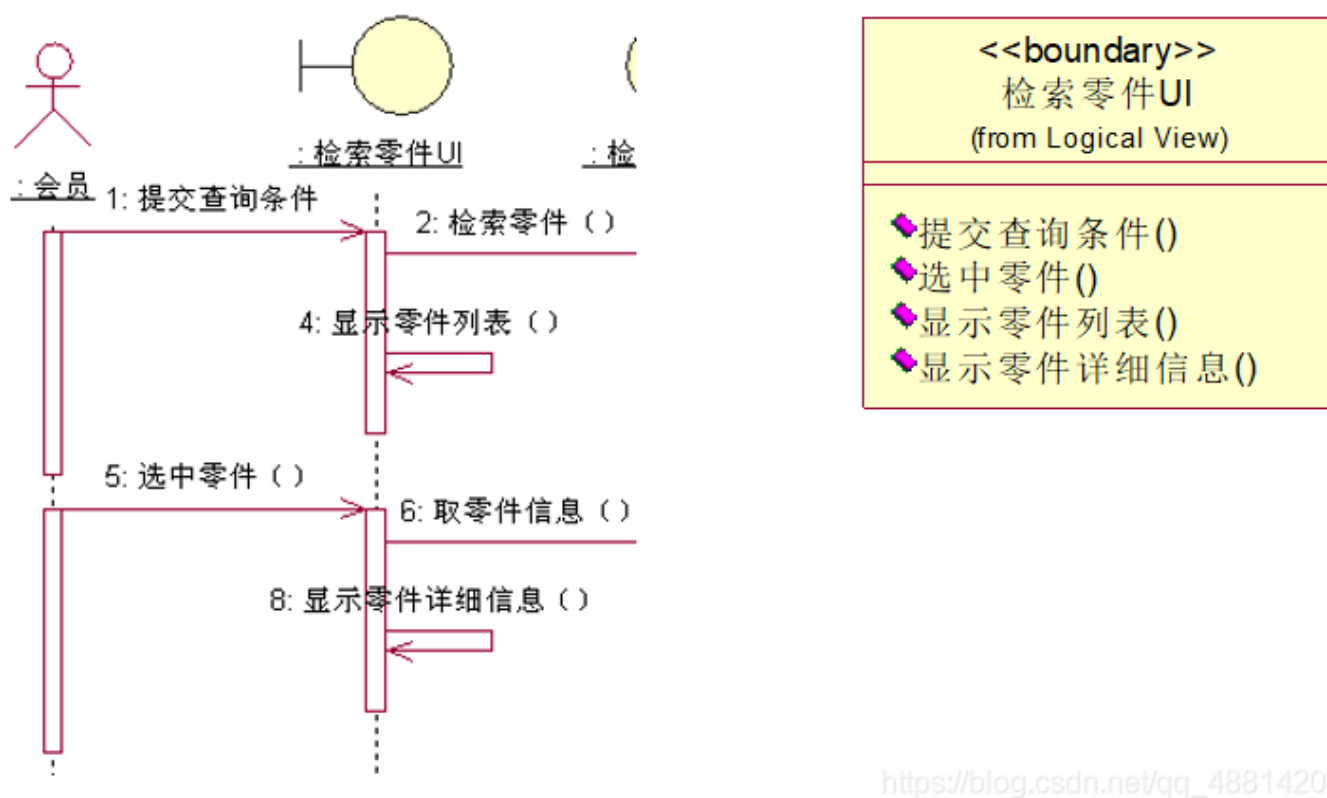 : 会员
: 检索零件UI
: 检
1: 提交查询条件
2: 检索零件（）
4: 显示零件列表（）
5: 选中零件（）
6: 取零件信息（）
8: 显示零件详细信息（）
<<boundary>>
检索零件UI
(from Logical View)
提交查询条件()
选中零件()
显示零件列表()
显示零件详细信息()
https://blog.csdn.net/qq_4881420